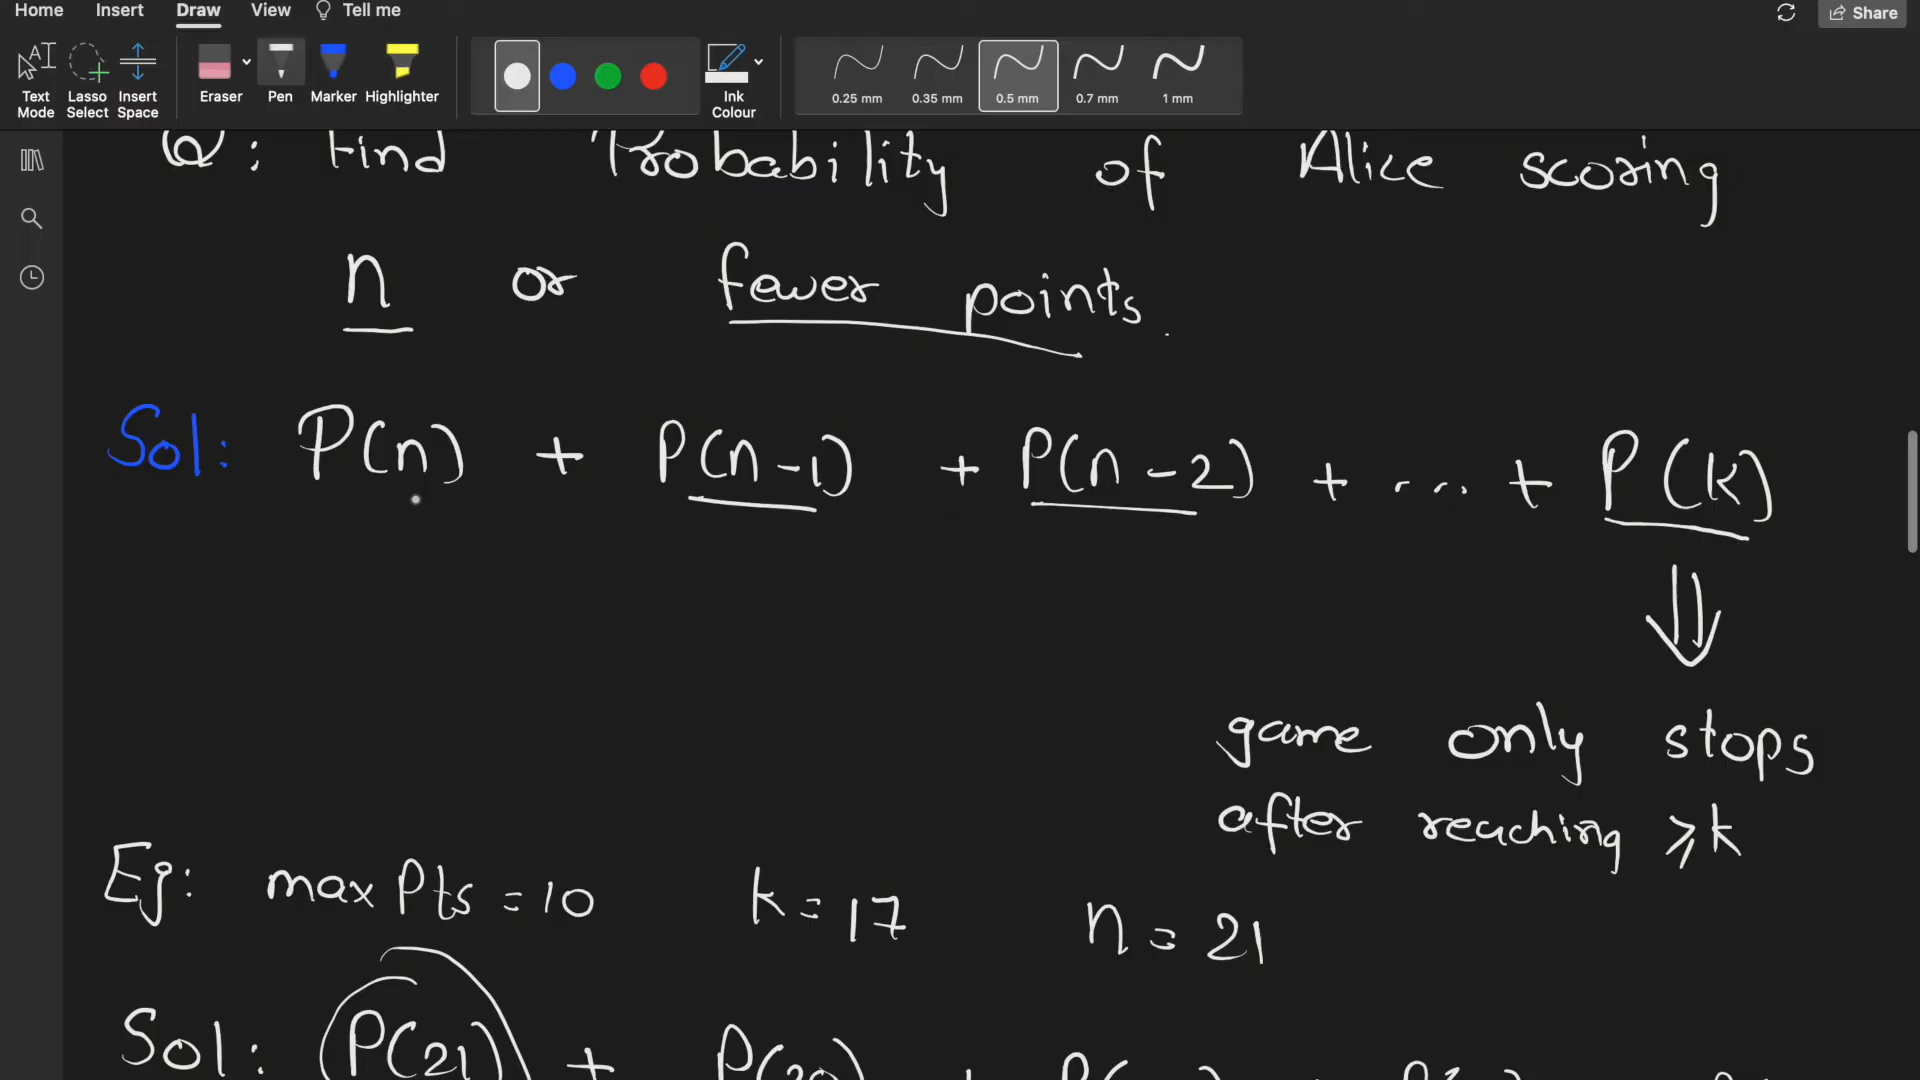 Home Insert Draw View Tell me Share
Text Mode Lasso Select Insert Space Eraser Pen Marker Highlighter Ink Colour 0.25 mm 0.35 mm 0.5 mm 0.7 mm 1 mm
Q: Find Probability of Alice scoring
n or fewer points.
Sol: P(n) + P(n-1) + P(n-2) + ... + P(k)
⇓
game only stops
after reaching ≥k
Eg: max Pts = 10 k = 17 n = 21
Sol: P(21) + P(20) +